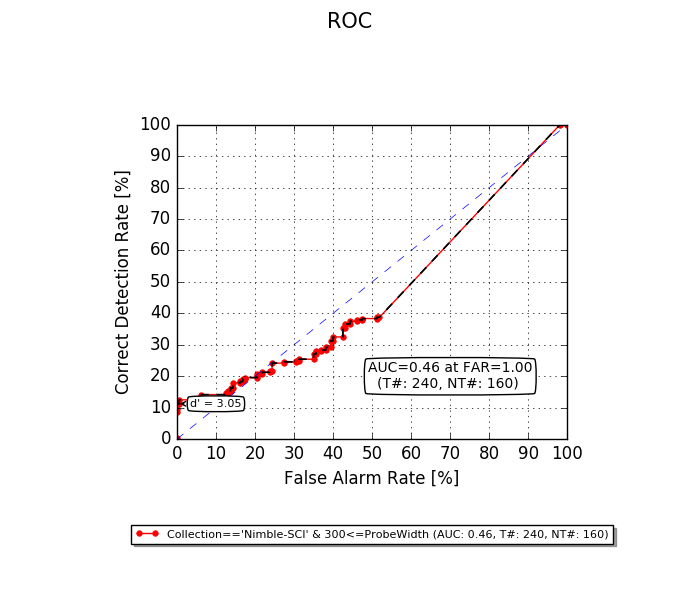 ROC
Correct Detection Rate [%]
100
90
80
70
60
50
40
30
20
10
0
AUC=0.46 at FAR=1.00
(T#: 240, NT#: 160)
d' = 3.05
0 10 20 30 40 50 60 70 80 90 100
False Alarm Rate [%]
Collection=='Nimble-SCI' & 300<=ProbeWidth (AUC: 0.46, T#: 240, NT#: 160)